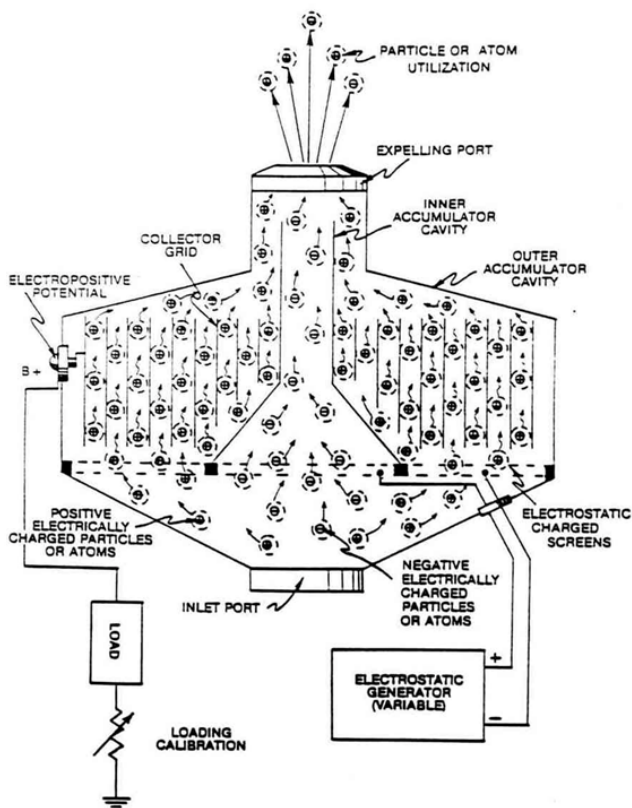 PARTICLE OR ATOM
UTILIZATION
EXPELLING PORT
INNER
ACCUMULATOR
CAVITY
COLLECTOR
GRID
OUTER
ACCUMULATOR
CAVITY
ELECTROPOSITIVE
POTENTIAL
B+
POSITIVE
ELECTRICALLY
CHARGED PARTICLES
OR ATOMS
ELECTROSTATIC
CHARGED
SCREENS
NEGATIVE
ELECTRICALLY
CHARGED
PARTICLES
OR ATOMS
INLET PORT
LOAD
+
ELECTROSTATIC
GENERATOR
(VARIABLE)
−
LOADING
CALIBRATION